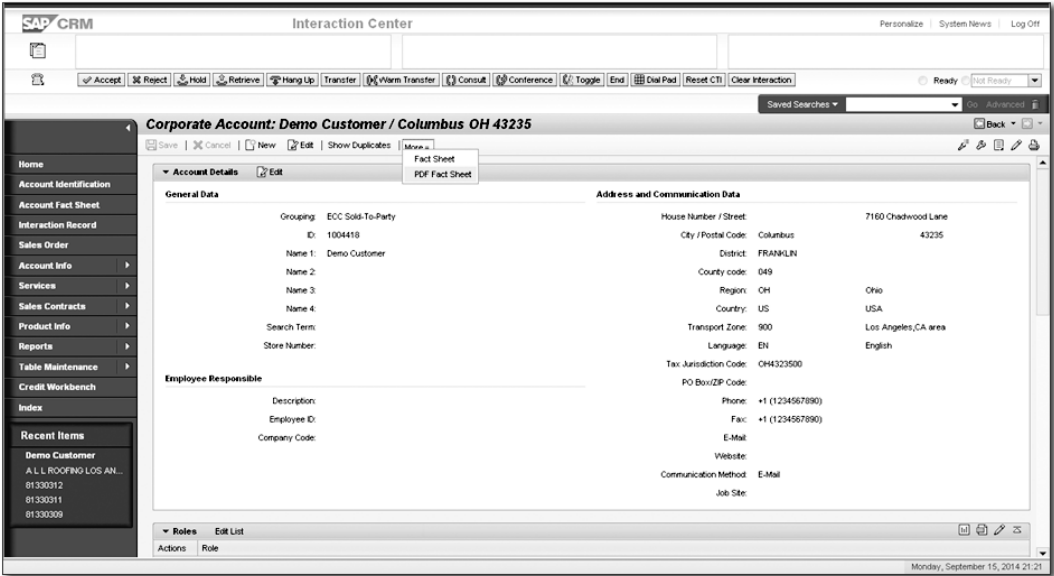 SAP CRM Interaction Center Personalize System News Log Off
Accept Reject Hold Retrieve Hang Up Transfer Warm Transfer Consult Conference Toggle End Dial Pad Reset CTI Clear Interaction Ready Not Ready
Saved Searches Go Advanced
Corporate Account: Demo Customer / Columbus OH 43235 Back
Save | Cancel | New Edit | Show Duplicates | More
Fact Sheet
PDF Fact Sheet
Home
Account Identification
Account Fact Sheet
Interaction Record
Sales Order
Account Info
Services
Sales Contracts
Product Info
Reports
Table Maintenance
Credit Workbench
Index
Recent Items
Demo Customer
A L L ROOFING LOS AN...
81330312
81330311
81330309
Account Details Edit
General Data
Grouping: ECC Sold-To-Party
ID: 1004418
Name 1: Demo Customer
Name 2:
Name 3:
Name 4:
Search Term:
Store Number:
Employee Responsible
Description:
Employee ID:
Company Code:
Address and Communication Data
House Number / Street: 7160 Chadwood Lane
City / Postal Code: Columbus 43235
District: FRANKLIN
County code: 049
Region: OH Ohio
Country: US USA
Transport Zone: 900 Los Angeles,CA area
Language: EN English
Tax Jurisdiction Code: OH4323500
PO Box/ZIP Code:
Phone: +1 (1234567890)
Fax: +1 (1234567890)
E-Mail:
Website:
Communication Method: E-Mail
Job Site:
Roles Edit List
Actions Role
Monday, September 15, 2014 21:21